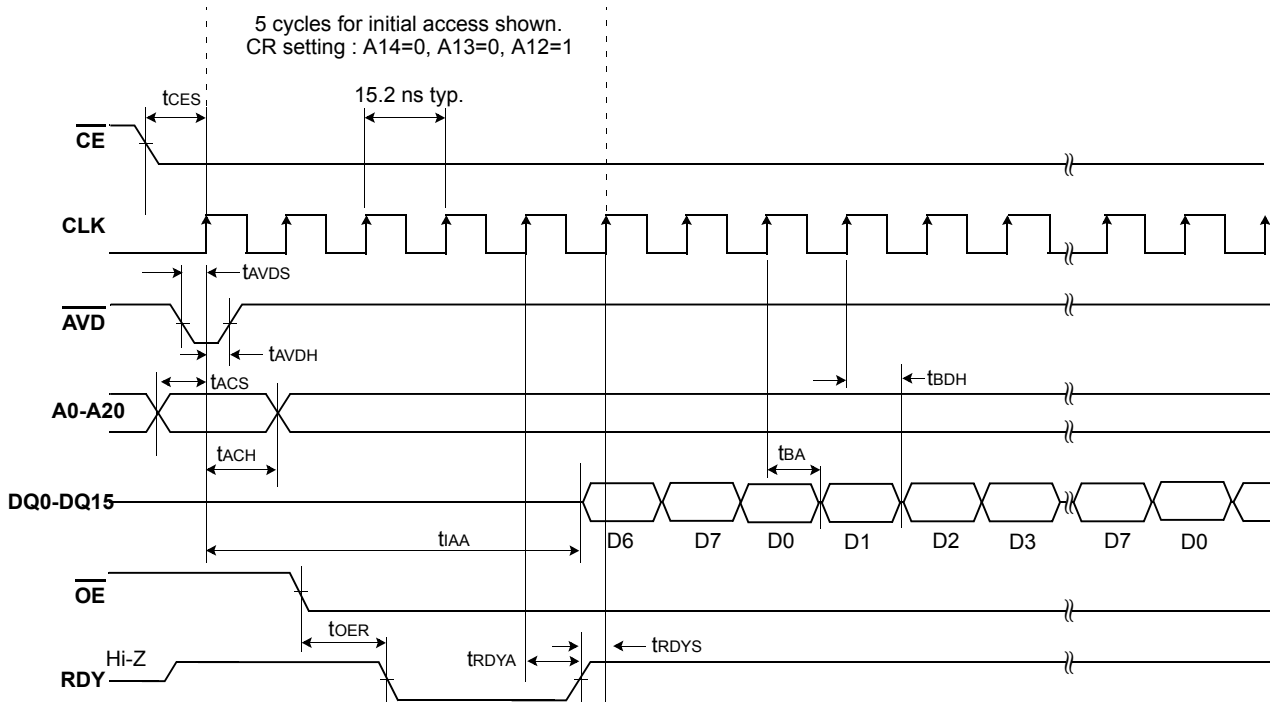 5 cycles for initial access shown.
CR setting : A14=0, A13=0, A12=1
15.2 ns typ.
tCES
CE
CLK
tAVDS
AVD
tAVDH
tACS
tBDH
A0-A20
tACH
tBA
DQ0-DQ15
tIAA
D6 D7 D0 D1 D2 D3 D7 D0
OE
tOER
tRDYA
tRDYS
Hi-Z
RDY